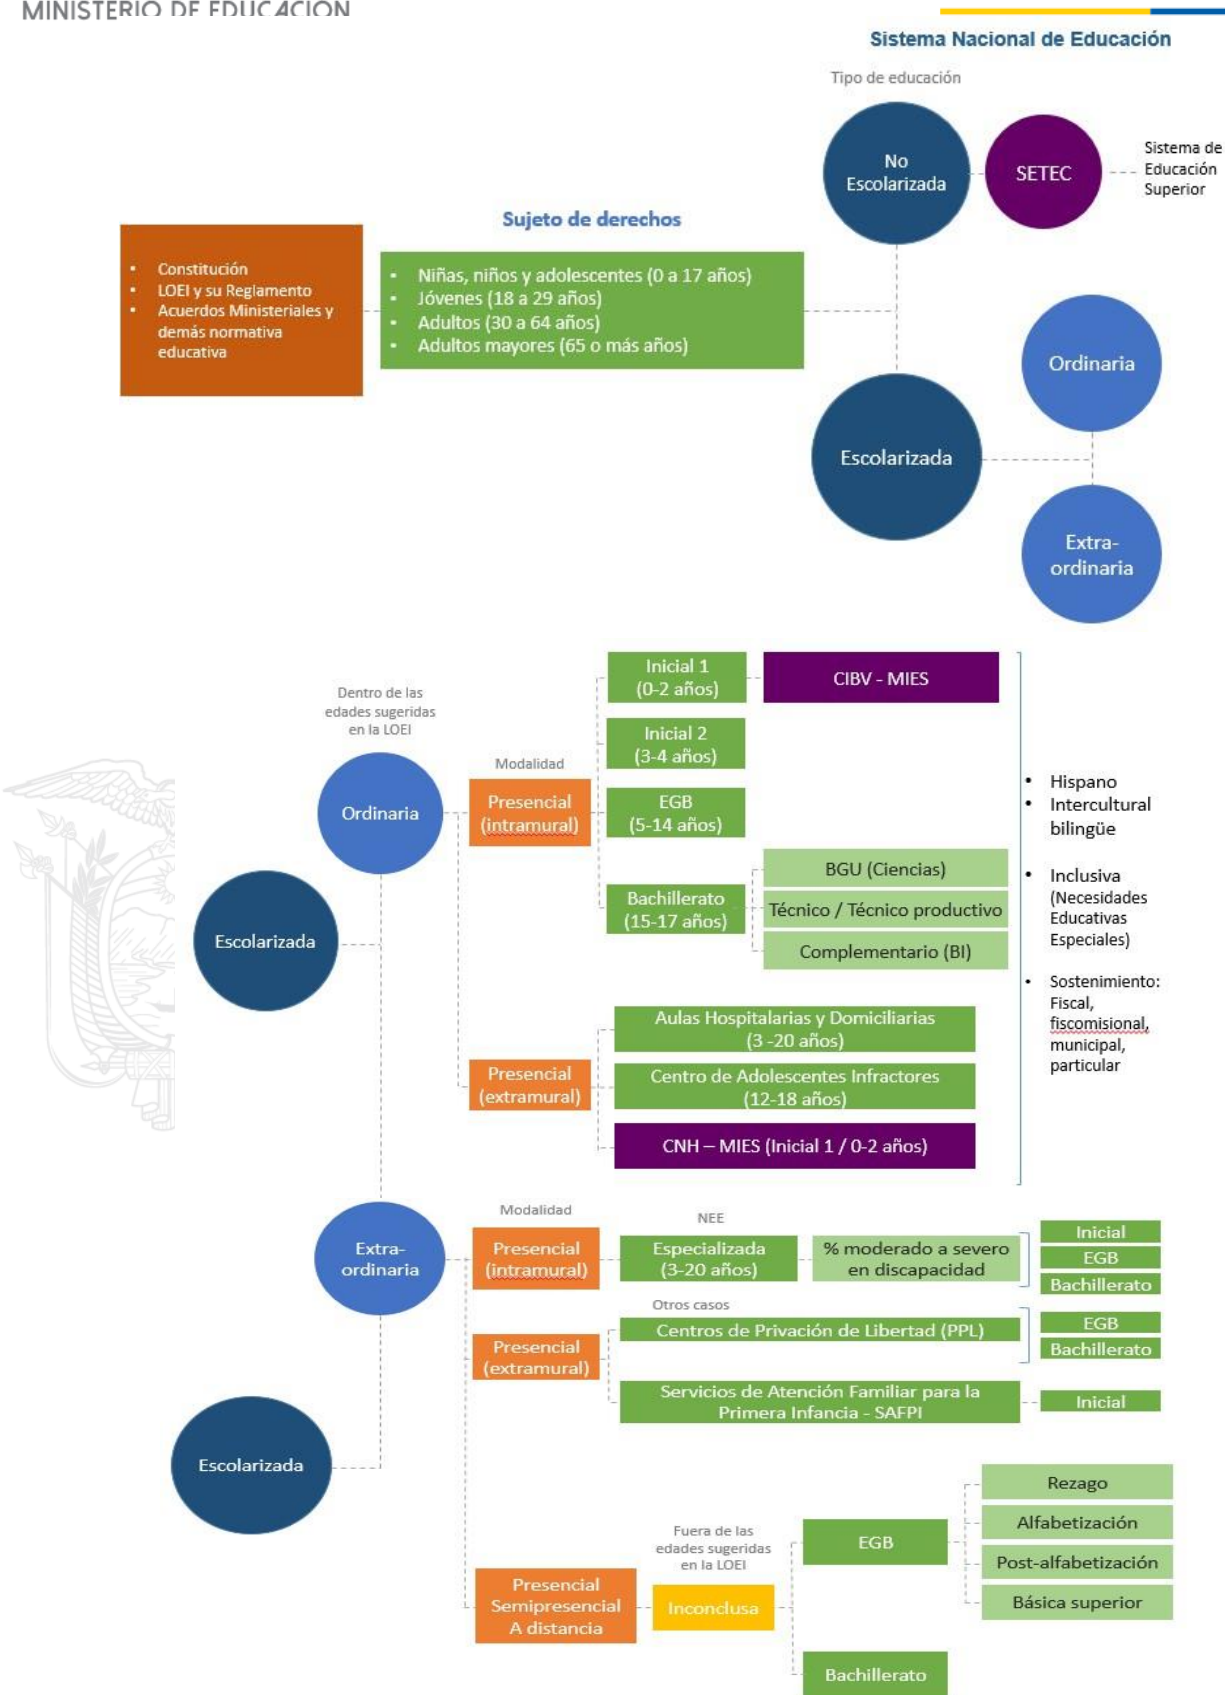 MINISTERIO DE EDUCACIÓN
Sistema Nacional de Educación
Tipo de educación
No
Escolarizada
SETEC
Sistema de
Educación
Superior
Sujeto de derechos
• Constitución
• LOEI y su Reglamento
• Acuerdos Ministeriales y
demás normativa
educativa
• Niñas, niños y adolescentes (0 a 17 años)
• Jóvenes (18 a 29 años)
• Adultos (30 a 64 años)
• Adultos mayores (65 o más años)
Ordinaria
Escolarizada
Extra-
ordinaria
Dentro de las
edades sugeridas
en la LOEI
Ordinaria
Escolarizada
Modalidad
Presencial
(intramural)
Inicial 1
(0-2 años)
CIBV - MIES
Inicial 2
(3-4 años)
EGB
(5-14 años)
Bachillerato
(15-17 años)
BGU (Ciencias)
Técnico / Técnico productivo
Complementario (BI)
Presencial
(extramural)
Aulas Hospitalarias y Domiciliarias
(3 -20 años)
Centro de Adolescentes Infractores
(12-18 años)
CNH – MIES (Inicial 1 / 0-2 años)
• Hispano
• Intercultural
bilingüe
• Inclusiva
(Necesidades
Educativas
Especiales)
• Sostenimiento:
Fiscal,
fiscomisional,
municipal,
particular
Extra-
ordinaria
Escolarizada
Modalidad
Presencial
(intramural)
NEE
Especializada
(3-20 años)
% moderado a severo
en discapacidad
Inicial
EGB
Bachillerato
Presencial
(extramural)
Otros casos
Centros de Privación de Libertad (PPL)
EGB
Bachillerato
Servicios de Atención Familiar para la
Primera Infancia - SAFPI
Inicial
Presencial
Semipresencial
A distancia
Fuera de las
edades sugeridas
en la LOEI
Inconclusa
EGB
Rezago
Alfabetización
Post-alfabetización
Básica superior
Bachillerato